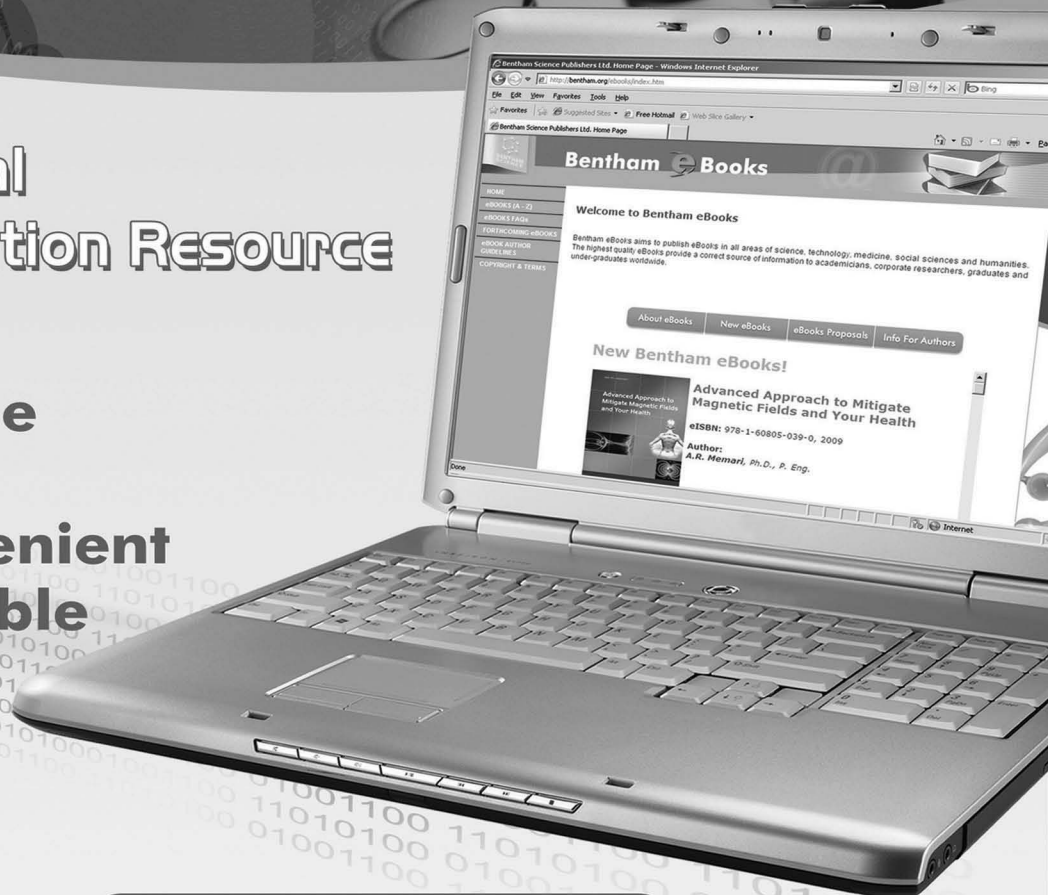 al
tion Resource
e
enient
ble
Bentham Science Publishers Ltd. Home Page - Windows Internet Explorer
http://bentham.org/ebooks/index.htm
Bing
File Edit View Favorites Tools Help
Favorites Suggested Sites Free Hotmail Web Slice Gallery
Bentham Science Publishers Ltd. Home Page
Bentham e Books
HOME
eBOOKS (A - Z)
eBOOKS FAQs
FORTHCOMING eBOOKS
eBOOK AUTHOR
GUIDELINES
COPYRIGHT & TERMS
Welcome to Bentham eBooks
Bentham eBooks aims to publish eBooks in all areas of science, technology, medicine, social sciences and humanities.
The highest quality eBooks provide a correct source of information to academicians, corporate researchers, graduates and
under-graduates worldwide.
About eBooks New eBooks eBooks Proposals Info For Authors
New Bentham eBooks!
Advanced Approach to
Mitigate Magnetic Fields
and Your Health
Advanced Approach to Mitigate
Magnetic Fields and Your Health
eISBN: 978-1-60805-039-0, 2009
Author:
A.R. Memari, Ph.D., P. Eng.
Done
Internet